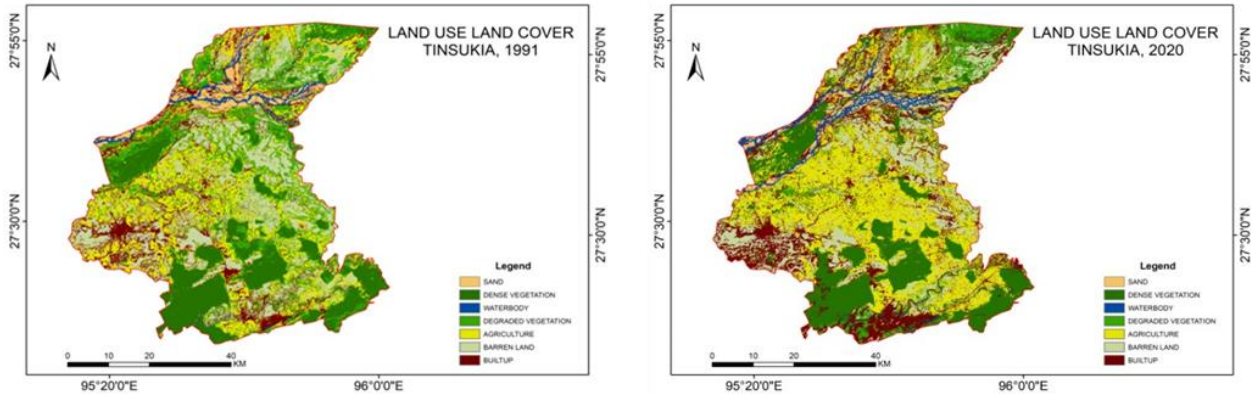 LAND USE LAND COVER
TINSUKIA, 1991
N
27°55'0"N
27°30'0"N
27°55'0"N
27°30'0"N
Legend
SAND
DENSE VEGETATION
WATERBODY
DEGRADED VEGETATION
AGRICULTURE
BARREN LAND
BUILTUP
0 10 20 40
KM
95°20'0"E 96°0'0"E
LAND USE LAND COVER
TINSUKIA, 2020
N
27°55'0"N
27°30'0"N
27°55'0"N
27°30'0"N
Legend
SAND
DENSE VEGETATION
WATERBODY
DEGRADED VEGETATION
AGRICULTURE
BARREN LAND
BUILTUP
0 10 20 40
KM
95°20'0"E 96°0'0"E